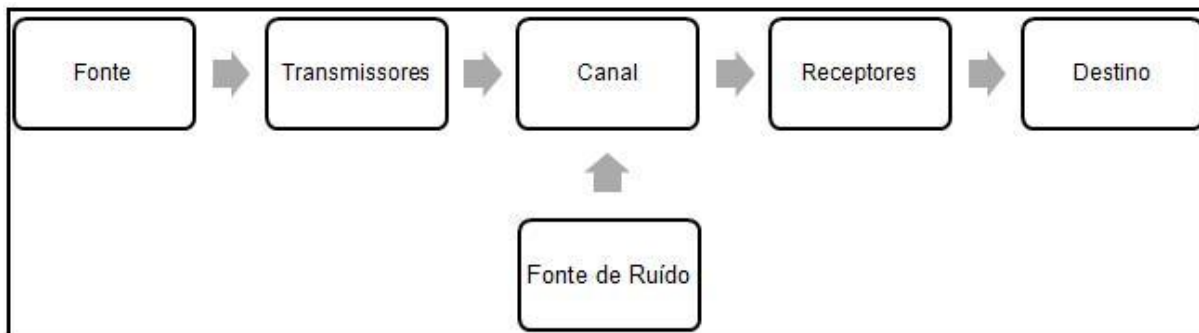 Fonte
Transmissores
Canal
Receptores
Destino
Fonte de Ruído